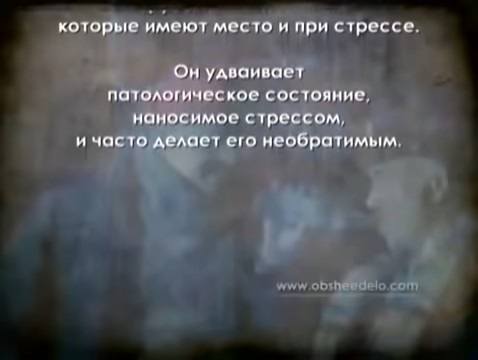 которые имеют место и при стрессе.
Он удваивает
патологическое состояние,
наносимое стрессом,
и часто делает его необратимым.
www.obsheedelo.com